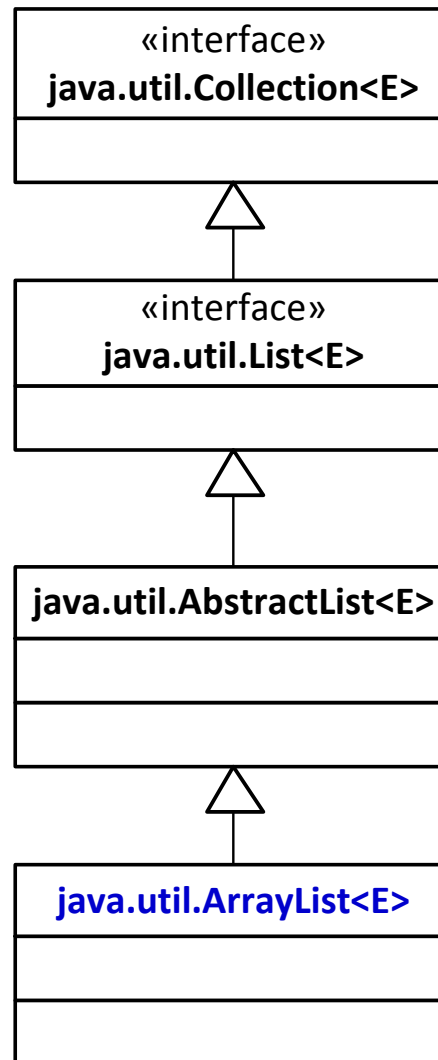 «interface»
java.util.Collection<E>
«interface»
java.util.List<E>
java.util.AbstractList<E>
java.util.ArrayList<E>